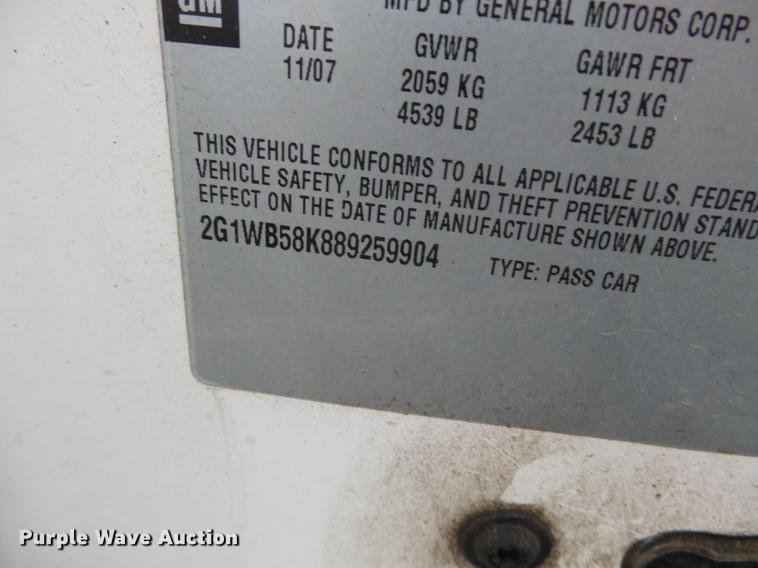 GM
MFD BY GENERAL MOTORS CORP.
DATE GVWR GAWR FRT
11/07 2059 KG 1113 KG
4539 LB 2453 LB
THIS VEHICLE CONFORMS TO ALL APPLICABLE U.S. FEDERA
VEHICLE SAFETY, BUMPER, AND THEFT PREVENTION STAND
EFFECT ON THE DATE OF MANUFACTURE SHOWN ABOVE.
2G1WB58K889259904 TYPE: PASS CAR
Purple Wave Auction